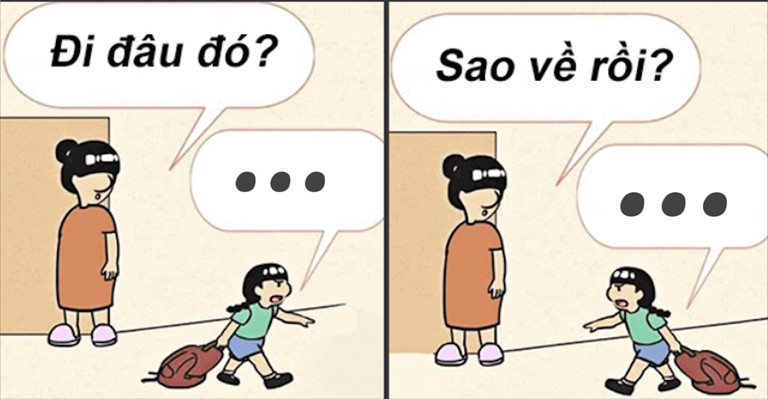 Đi đâu đó?
...
Sao về rồi?
...